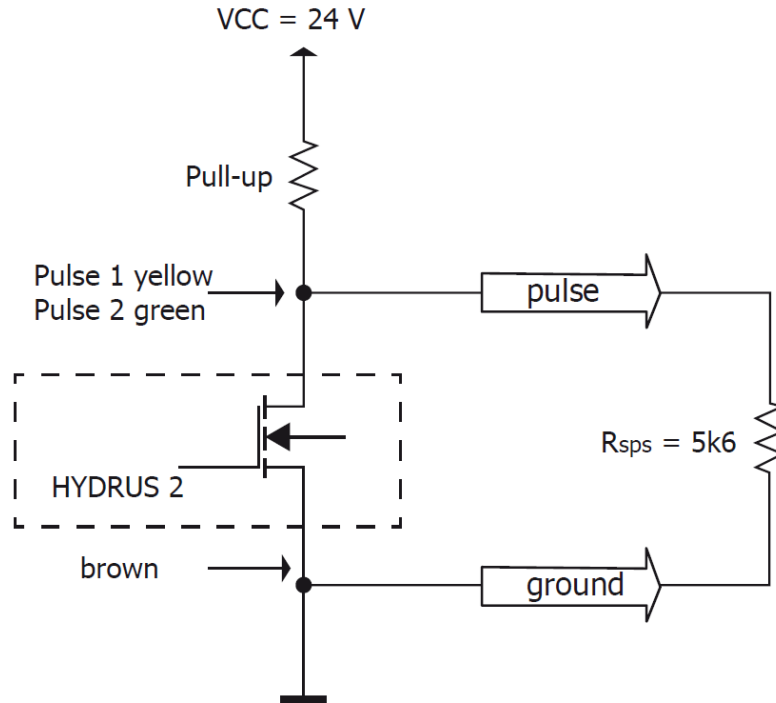 VCC = 24 V
Pull-up
Pulse 1 yellow
Pulse 2 green
pulse
Rsps = 5k6
HYDRUS 2
brown
ground